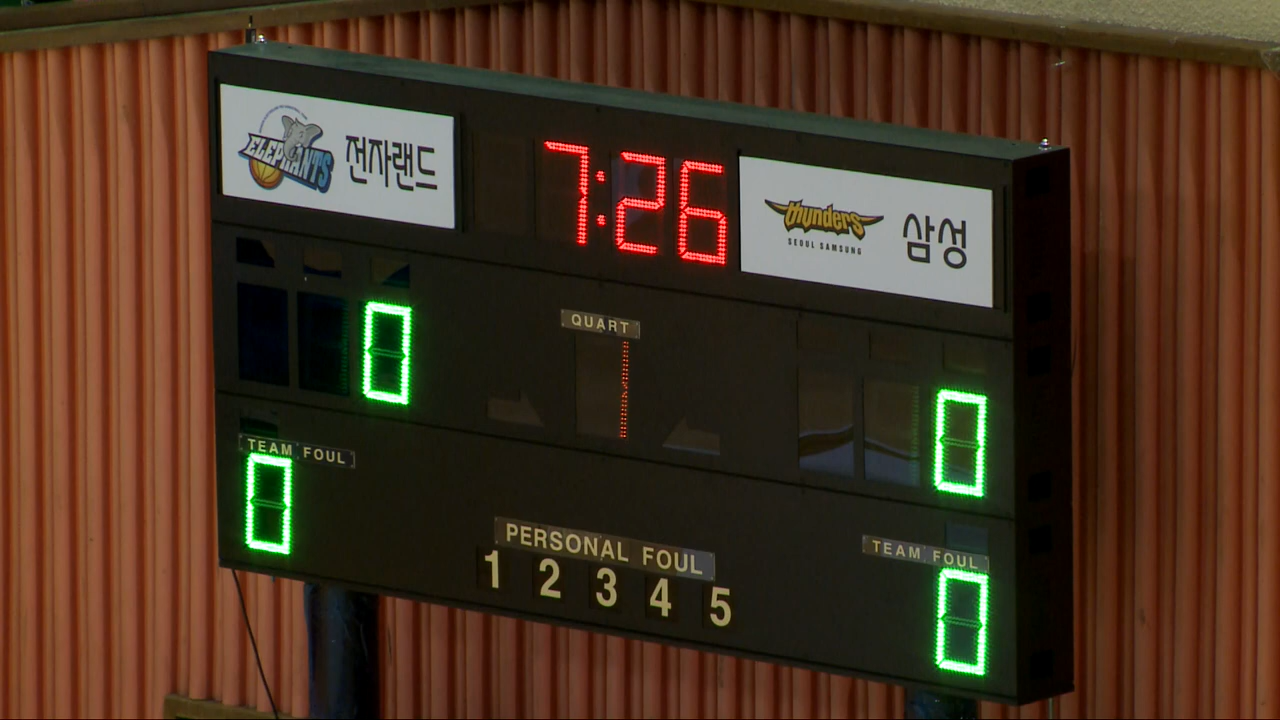 ELEPHANTS
전자랜드
7:26
thunders
SEOUL SAMSUNG
삼성
0
QUART
1
0
TEAM FOUL
0
PERSONAL FOUL
1 2 3 4 5
TEAM FOUL
0